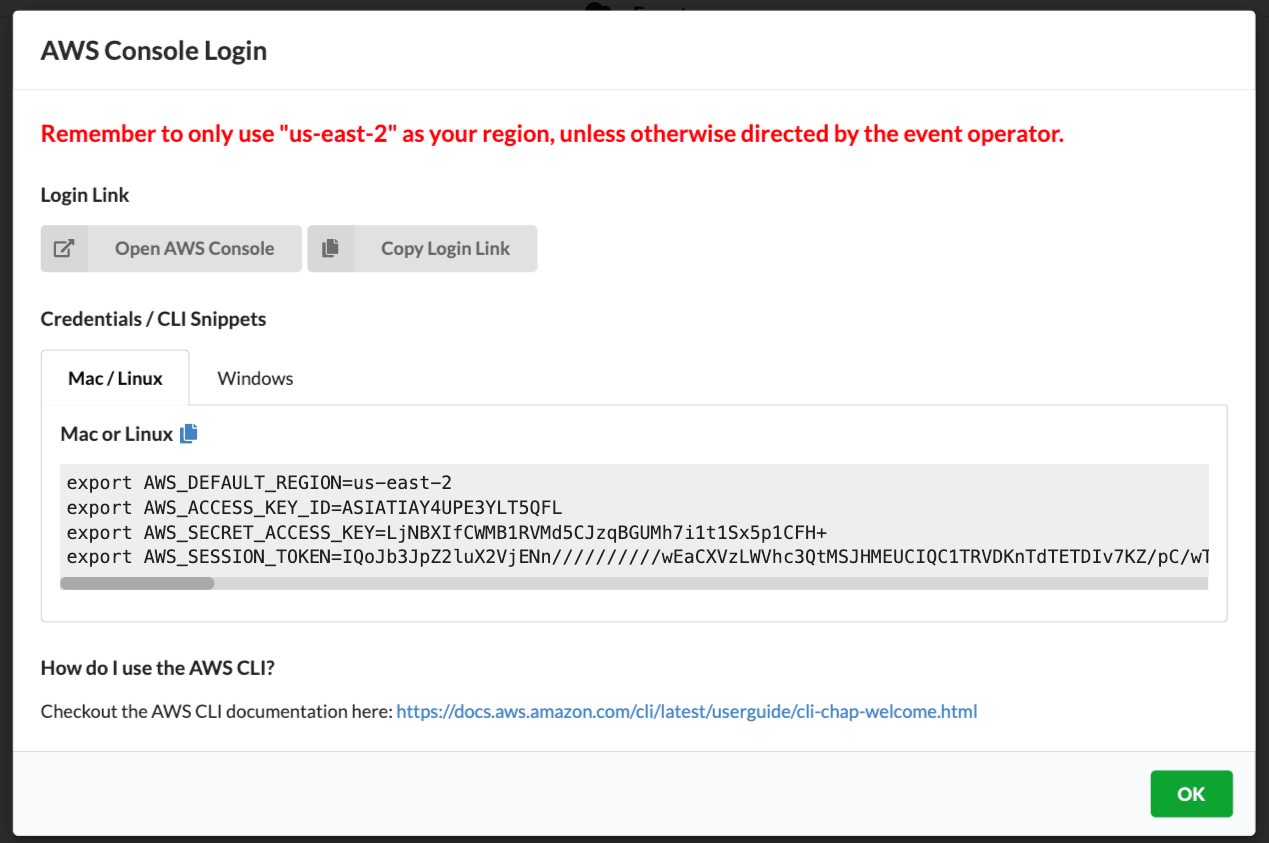 AWS Console Login
Remember to only use "us-east-2" as your region, unless otherwise directed by the event operator.
Login Link
Open AWS Console
Copy Login Link
Credentials / CLI Snippets
Mac / Linux
Windows
Mac or Linux
export AWS_DEFAULT_REGION=us-east-2
export AWS_ACCESS_KEY_ID=ASIATIAY4UPE3YLT5QFL
export AWS_SECRET_ACCESS_KEY=LjNBXIfCWMB1RVMd5CJzqBGUMh7i1t1Sx5p1CFH+
export AWS_SESSION_TOKEN=IQoJb3JpZ2luX2VjENn//////////wEaCXVzLWVhc3QtMSJHMEUCIQC1TRVDKnTdTETDIv7KZ/pC/wT
How do I use the AWS CLI?
Checkout the AWS CLI documentation here: https://docs.aws.amazon.com/cli/latest/userguide/cli-chap-welcome.html
OK